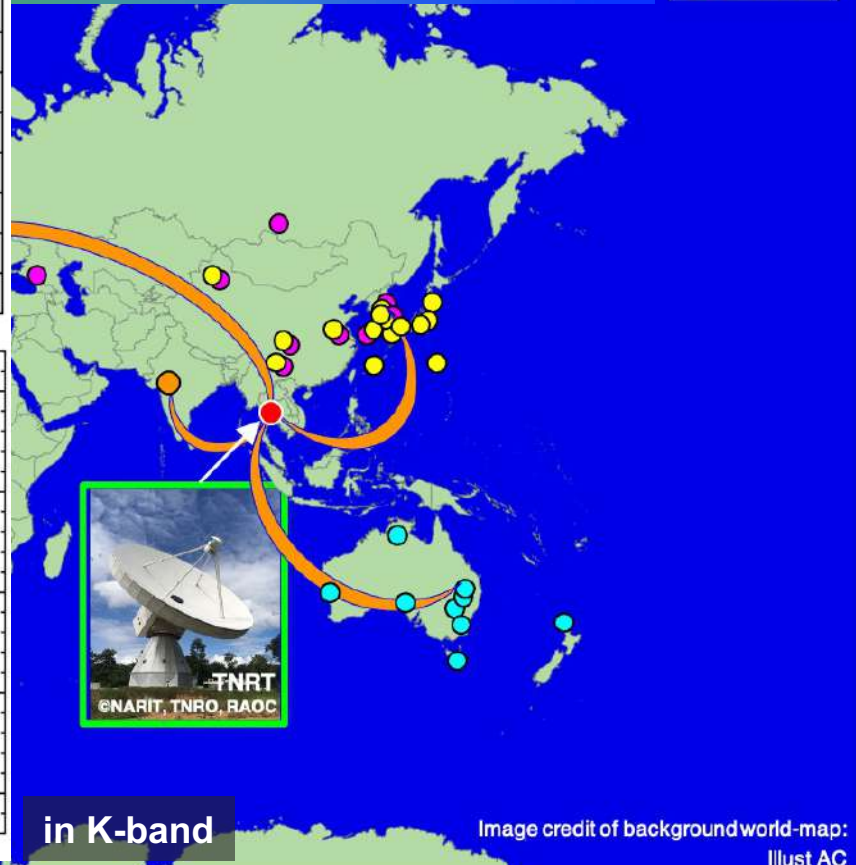 TNRT
©NARIT, TNRO, RAOC
in K-band
Image credit of background world-map:
Illust AC